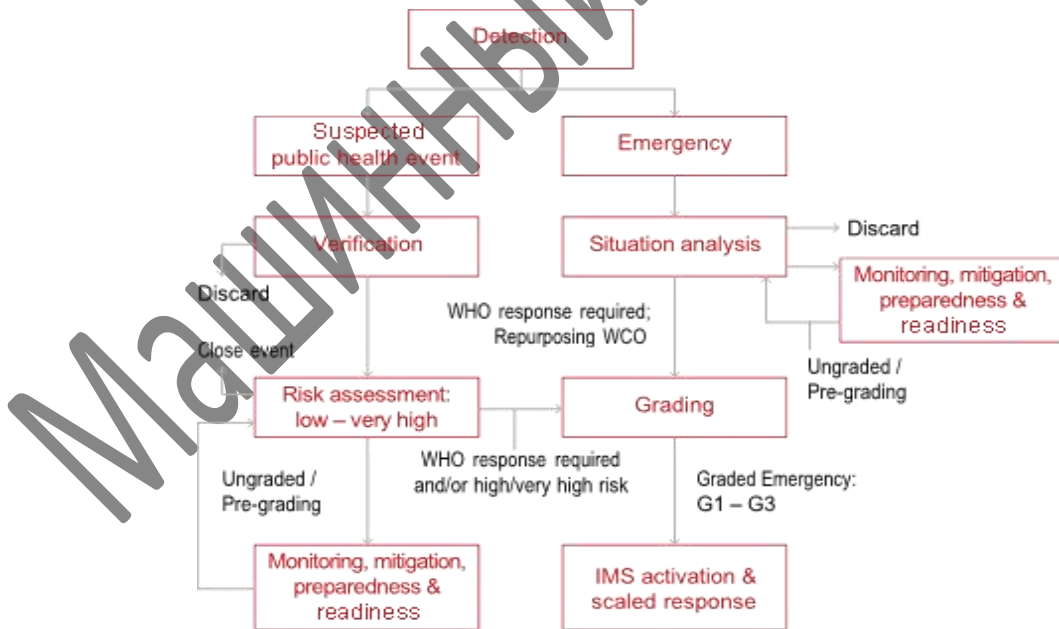 Detection
Suspected
public health event
Emergency
Verification
Situation analysis
Discard
Discard
Monitoring, mitigation,
preparedness &
readiness
WHO response required;
Repurposing WCO
Close event
Ungraded /
Pre-grading
Risk assessment:
low – very high
Grading
WHO response required
and/or high/very high risk
Ungraded /
Pre-grading
Graded Emergency:
G1 – G3
Monitoring, mitigation,
preparedness &
readiness
IMS activation &
scaled response
Машинный